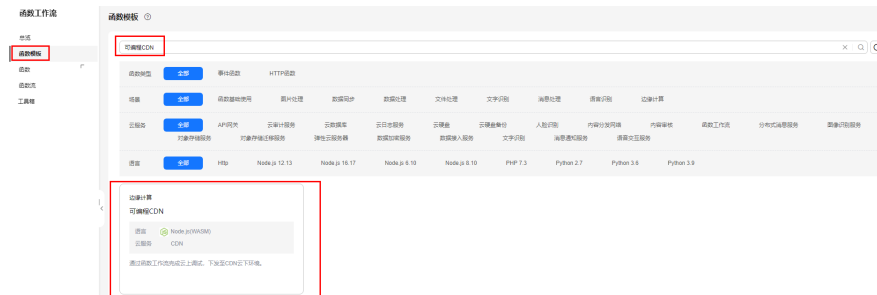 函数工作流
函数模板
总览
函数模板
函数
函数流
工具箱
可编程CDN
函数类型 全部 事件函数 HTTP函数
场景 全部 函数基础使用 图片处理 数据同步 数据处理 文件处理 文字识别 消息处理 语音识别 边缘计算
云服务 全部 API网关 云审计服务 云数据库 云日志服务 云硬盘 云硬盘备份 人脸识别 内容分发网络 内容审核 函数工作流 分布式消息服务 图像识别服务
对象存储服务 对象存储迁移服务 弹性云服务器 数据加密服务 数据接入服务 文字识别 消息通知服务 语音交互服务
语言 全部 Http Node.js 12.13 Node.js 16.17 Node.js 6.10 Node.js 8.10 PHP 7.3 Python 2.7 Python 3.6 Python 3.9
边缘计算
可编程CDN
语言 Node.js(WASM)
云服务 CDN
通过函数工作流完成云上调试，下发至CDN云下环境。